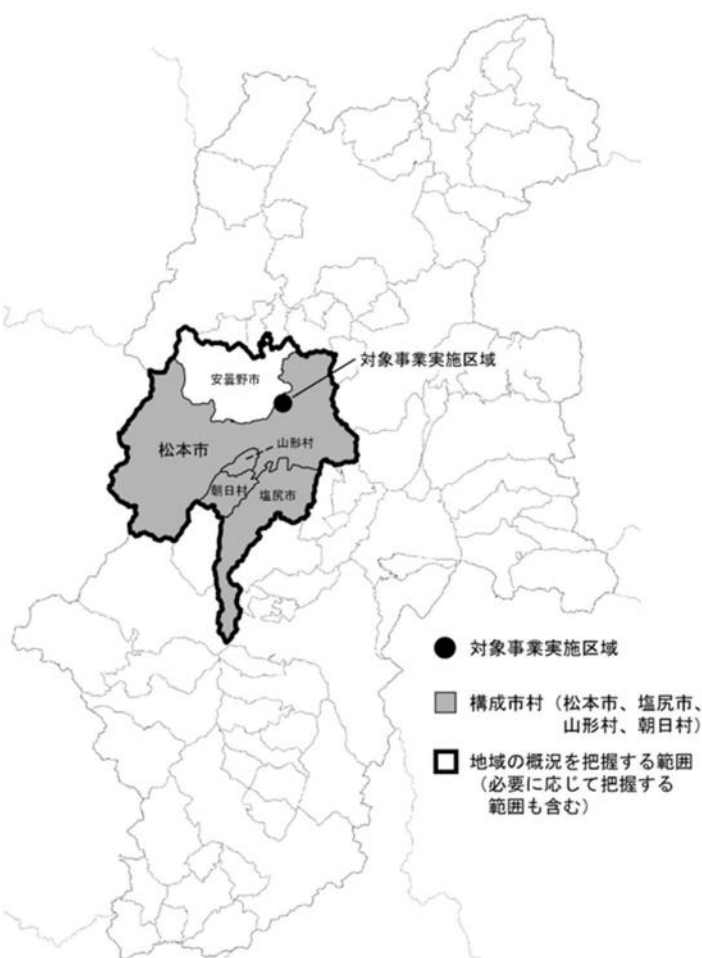 安曇野市
対象事業実施区域
松本市
山形村
朝日村
塩尻市
対象事業実施区域
構成市村（松本市、塩尻市、
山形村、朝日村）
地域の概況を把握する範囲
（必要に応じて把握する
範囲も含む）